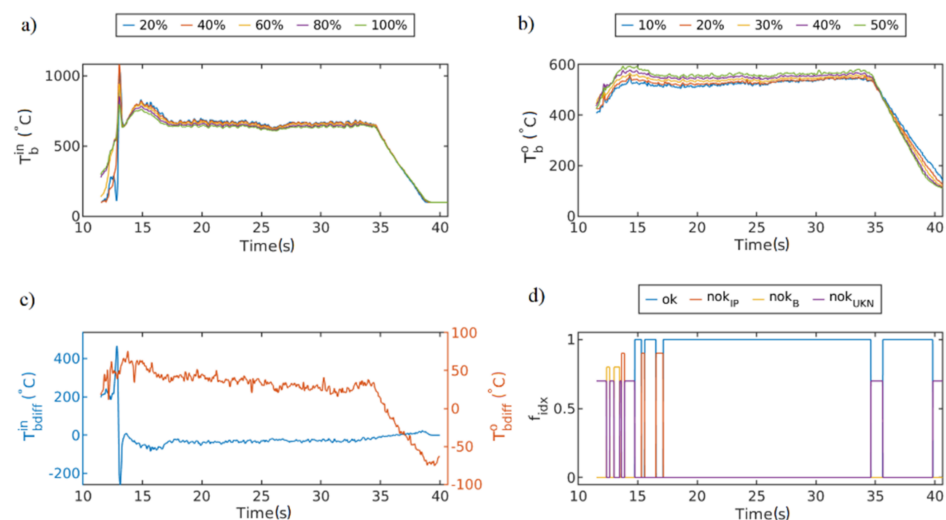 a)
20% 40% 60% 80% 100%
1000
500
0
T_b^in (°C)
10 15 20 25 30 35 40
Time(s)
b)
10% 20% 30% 40% 50%
600
400
200
0
T_b^o (°C)
10 15 20 25 30 35 40
Time(s)
c)
400
200
0
-200
T_bdiff^in (°C)
100
50
0
-50
-100
T_bdiff^o (°C)
10 15 20 25 30 35 40
Time(s)
d)
ok nok_IP nok_B nok_UKN
1
0.5
0
f_idx
10 15 20 25 30 35 40
Time(s)